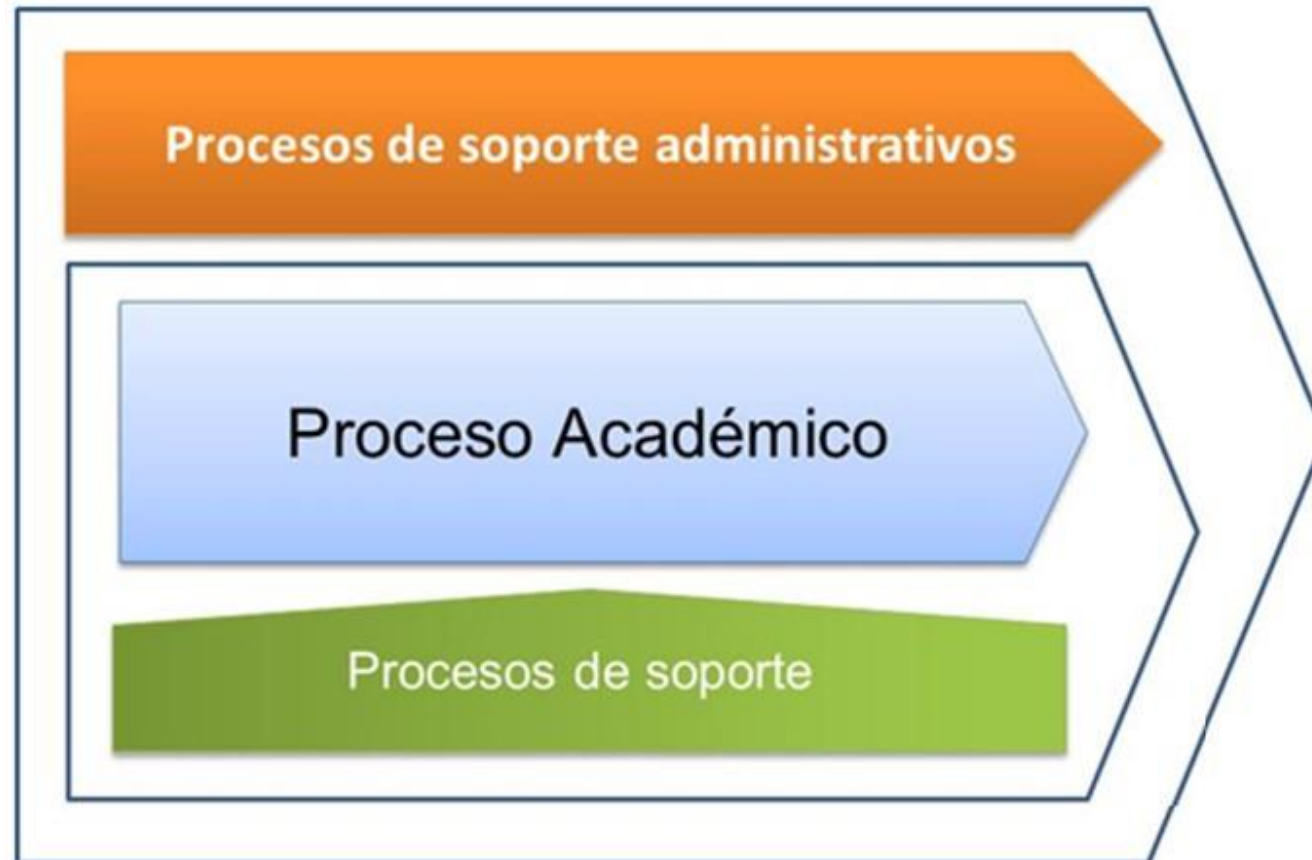 Procesos de soporte administrativos
Proceso Académico
Procesos de soporte